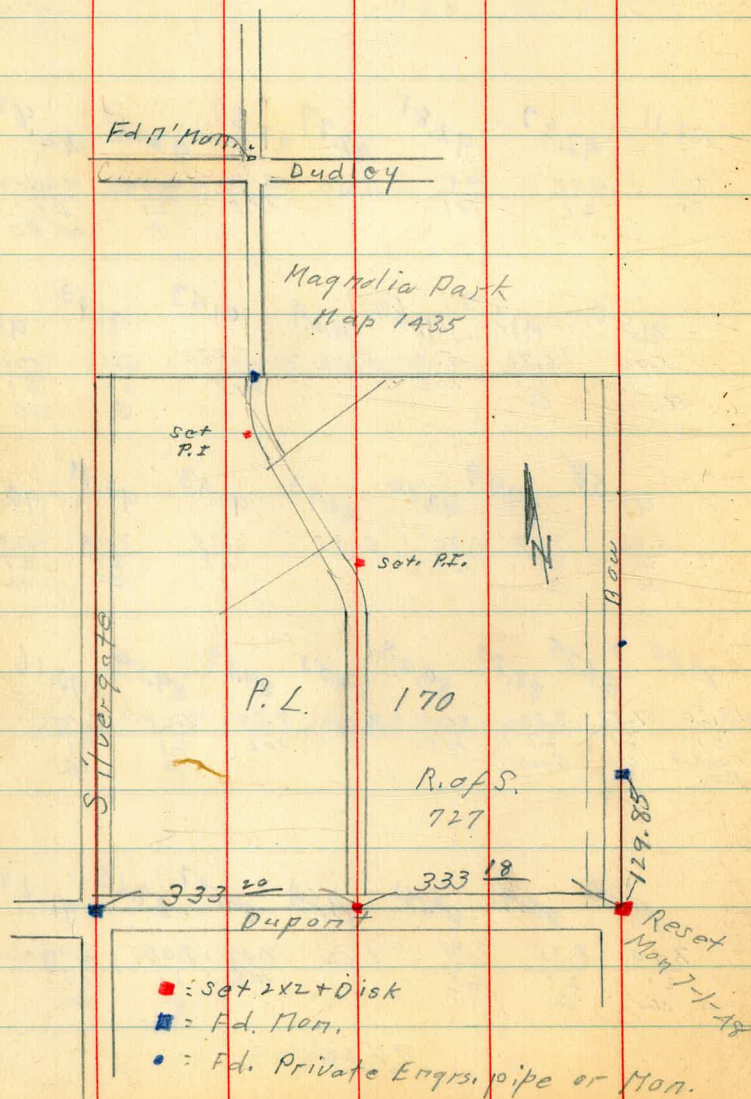 Fd n' Mon.
Dudley
Magnolia Park
Map 1435
set
P.I
set. P.I.
N
Bow
Silvergate
P.L. 170
R. of S.
727
129.85
333 20
333 18
Dupont
Reset
Mon 7-1-48
: set 2x2 + Disk
: Fd. Mon.
: Fd. Private Engrs. pipe or Mon.